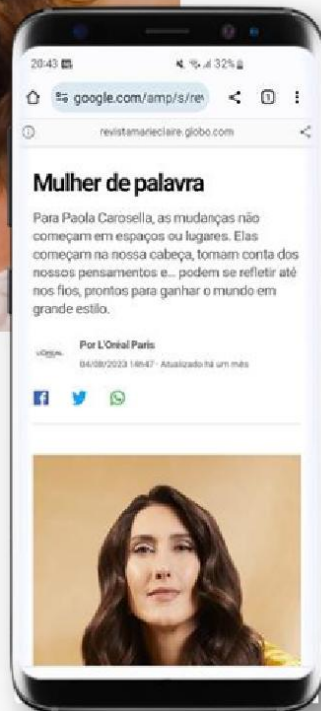 20:43
32%
google.com/amp/s/rev
1
revistamarieclaire.globo.com
Mulher de palavra
Para Paola Carosella, as mudanças não
começam em espaços ou lugares. Elas
começam na nossa cabeça, tomam conta dos
nossos pensamentos e... podem se refletir até
nos fios, prontos para ganhar o mundo em
grande estilo.
LOREAL
Por L'Oréal Paris
04/08/2023 14h47 · Atualizado há um mês